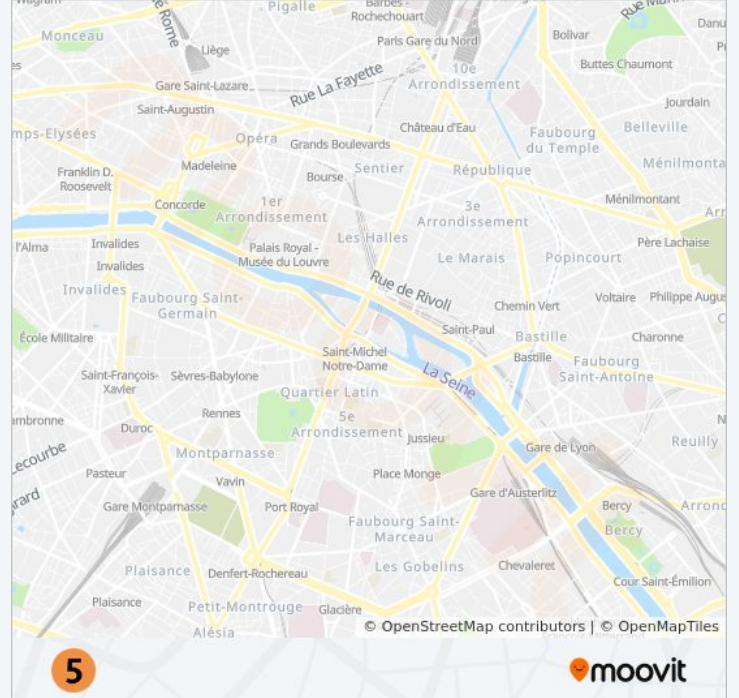 Pigalle
Barbès -
Rochechouart
Rome
Monceau
Liège
Paris Gare du Nord
Bolivar
Danu
Buttes Chaumont
10e
Arrondissement
Gare Saint-Lazare
Rue La Fayette
Saint-Augustin
Jourdain
mps-Elysées
Opéra
Grands Boulevards
Château d'Eau
Faubourg
du Temple
Belleville
Madeleine
Sentier
République
Ménilmonta
Franklin D.
Roosevelt
Bourse
Concorde
1er
Arrondissement
3e
Arrondissement
Ménilmontant
Arr
l'Alma
Invalides
Palais Royal -
Musée du Louvre
Les Halles
Le Marais
Popincourt
Père Lachaise
Invalides
Invalides
Faubourg Saint-
Germain
Rue de Rivoli
Chemin Vert
Voltaire
Philippe Augus
École Militaire
Saint-Paul
Bastille
Charonne
Saint-Michel
Notre-Dame
Bastille
Faubourg
Saint-Antoine
Saint-François-
Xavier
Sèvres-Babylone
La Seine
Quartier Latin
ambronne
Rennes
5e
Arrondissement
Duroc
Jussieu
Gare de Lyon
Reuilly
ecourbe
Montparnasse
Pasteur
Vavin
Place Monge
Gare d'Austerlitz
Gare Montparnasse
Port Royal
Bercy
Arrond
Faubourg Saint-
Marceau
Bercy
Plaisance
Denfert-Rochereau
Les Gobelins
Chevaleret
Cour Saint-Émilion
Plaisance
Petit-Montrouge
Glacière
Alésia
© OpenStreetMap contributors | © OpenMapTiles
5
moovit